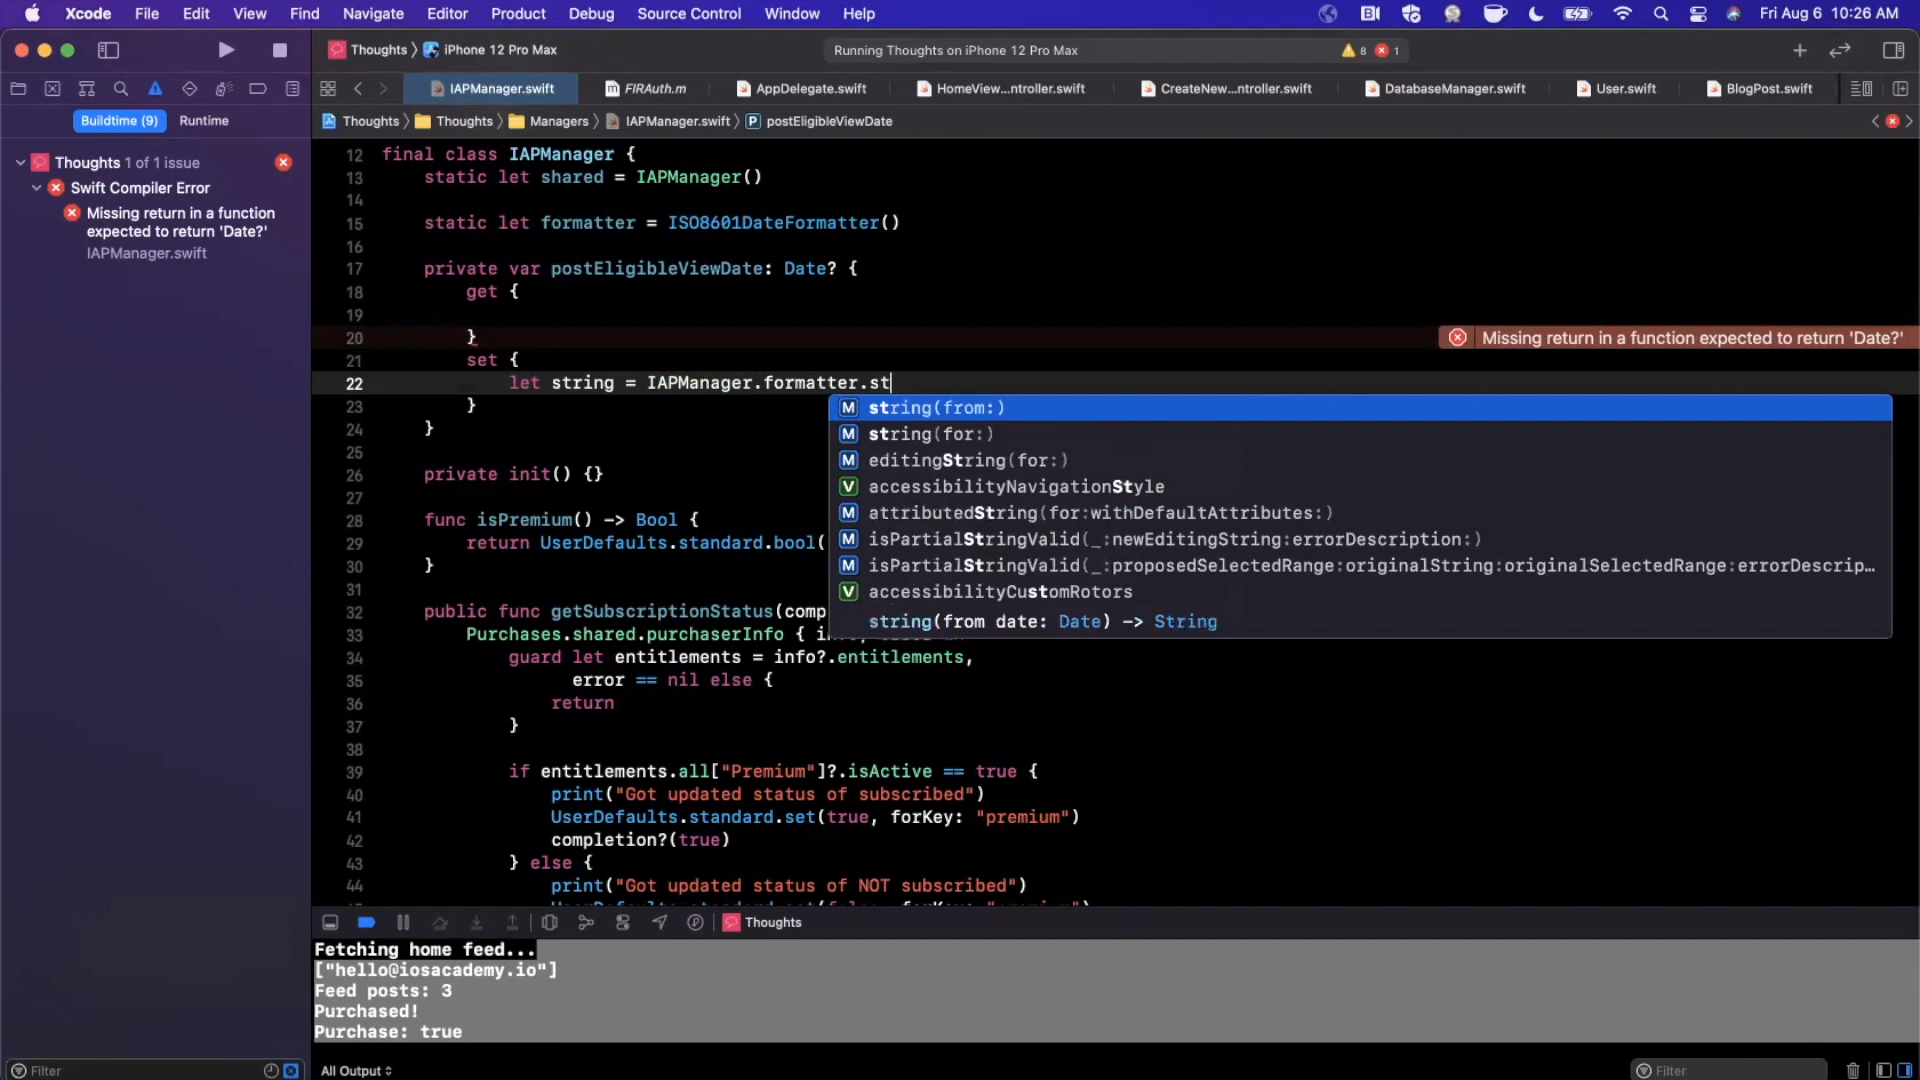 Xcode File Edit View Find Navigate Editor Product Debug Source Control Window Help Fri Aug 6 10:26 AM
Thoughts iPhone 12 Pro Max Running Thoughts on iPhone 12 Pro Max 8 1
IAPManager.swift FIRAuth.m AppDelegate.swift HomeView...ntroller.swift CreateNew...ntroller.swift DatabaseManager.swift User.swift BlogPost.swift
Buildtime (9) Runtime
Thoughts Thoughts Managers IAPManager.swift P postEligibleViewDate
Thoughts 1 of 1 issue
Swift Compiler Error
Missing return in a function
expected to return 'Date?'
IAPManager.swift
12 final class IAPManager {
13 static let shared = IAPManager()
14
15 static let formatter = ISO8601DateFormatter()
16
17 private var postEligibleViewDate: Date? {
18 get {
19
20 } Missing return in a function expected to return 'Date?'
21 set {
22 let string = IAPManager.formatter.st
23 }
24 }
25
26 private init() {}
27
28 func isPremium() -> Bool {
29 return UserDefaults.standard.bool(
30 }
31
32 public func getSubscriptionStatus(comp
33 Purchases.shared.purchaserInfo {
34 guard let entitlements = info?.entitlements,
35 error == nil else {
36 return
37 }
38
39 if entitlements.all["Premium"]?.isActive == true {
40 print("Got updated status of subscribed")
41 UserDefaults.standard.set(true, forKey: "premium")
42 completion?(true)
43 } else {
44 print("Got updated status of NOT subscribed")
M string(from:)
M string(for:)
M editingString(for:)
V accessibilityNavigationStyle
M attributedString(for:withDefaultAttributes:)
M isPartialStringValid(_:newEditingString:errorDescription:)
M isPartialStringValid(_:proposedSelectedRange:originalString:originalSelectedRange:errorDescrip…
V accessibilityCustomRotors
string(from date: Date) -> String
Thoughts
Fetching home feed...
["hello@iosacademy.io"]
Feed posts: 3
Purchased!
Purchase: true
Filter All Output Filter